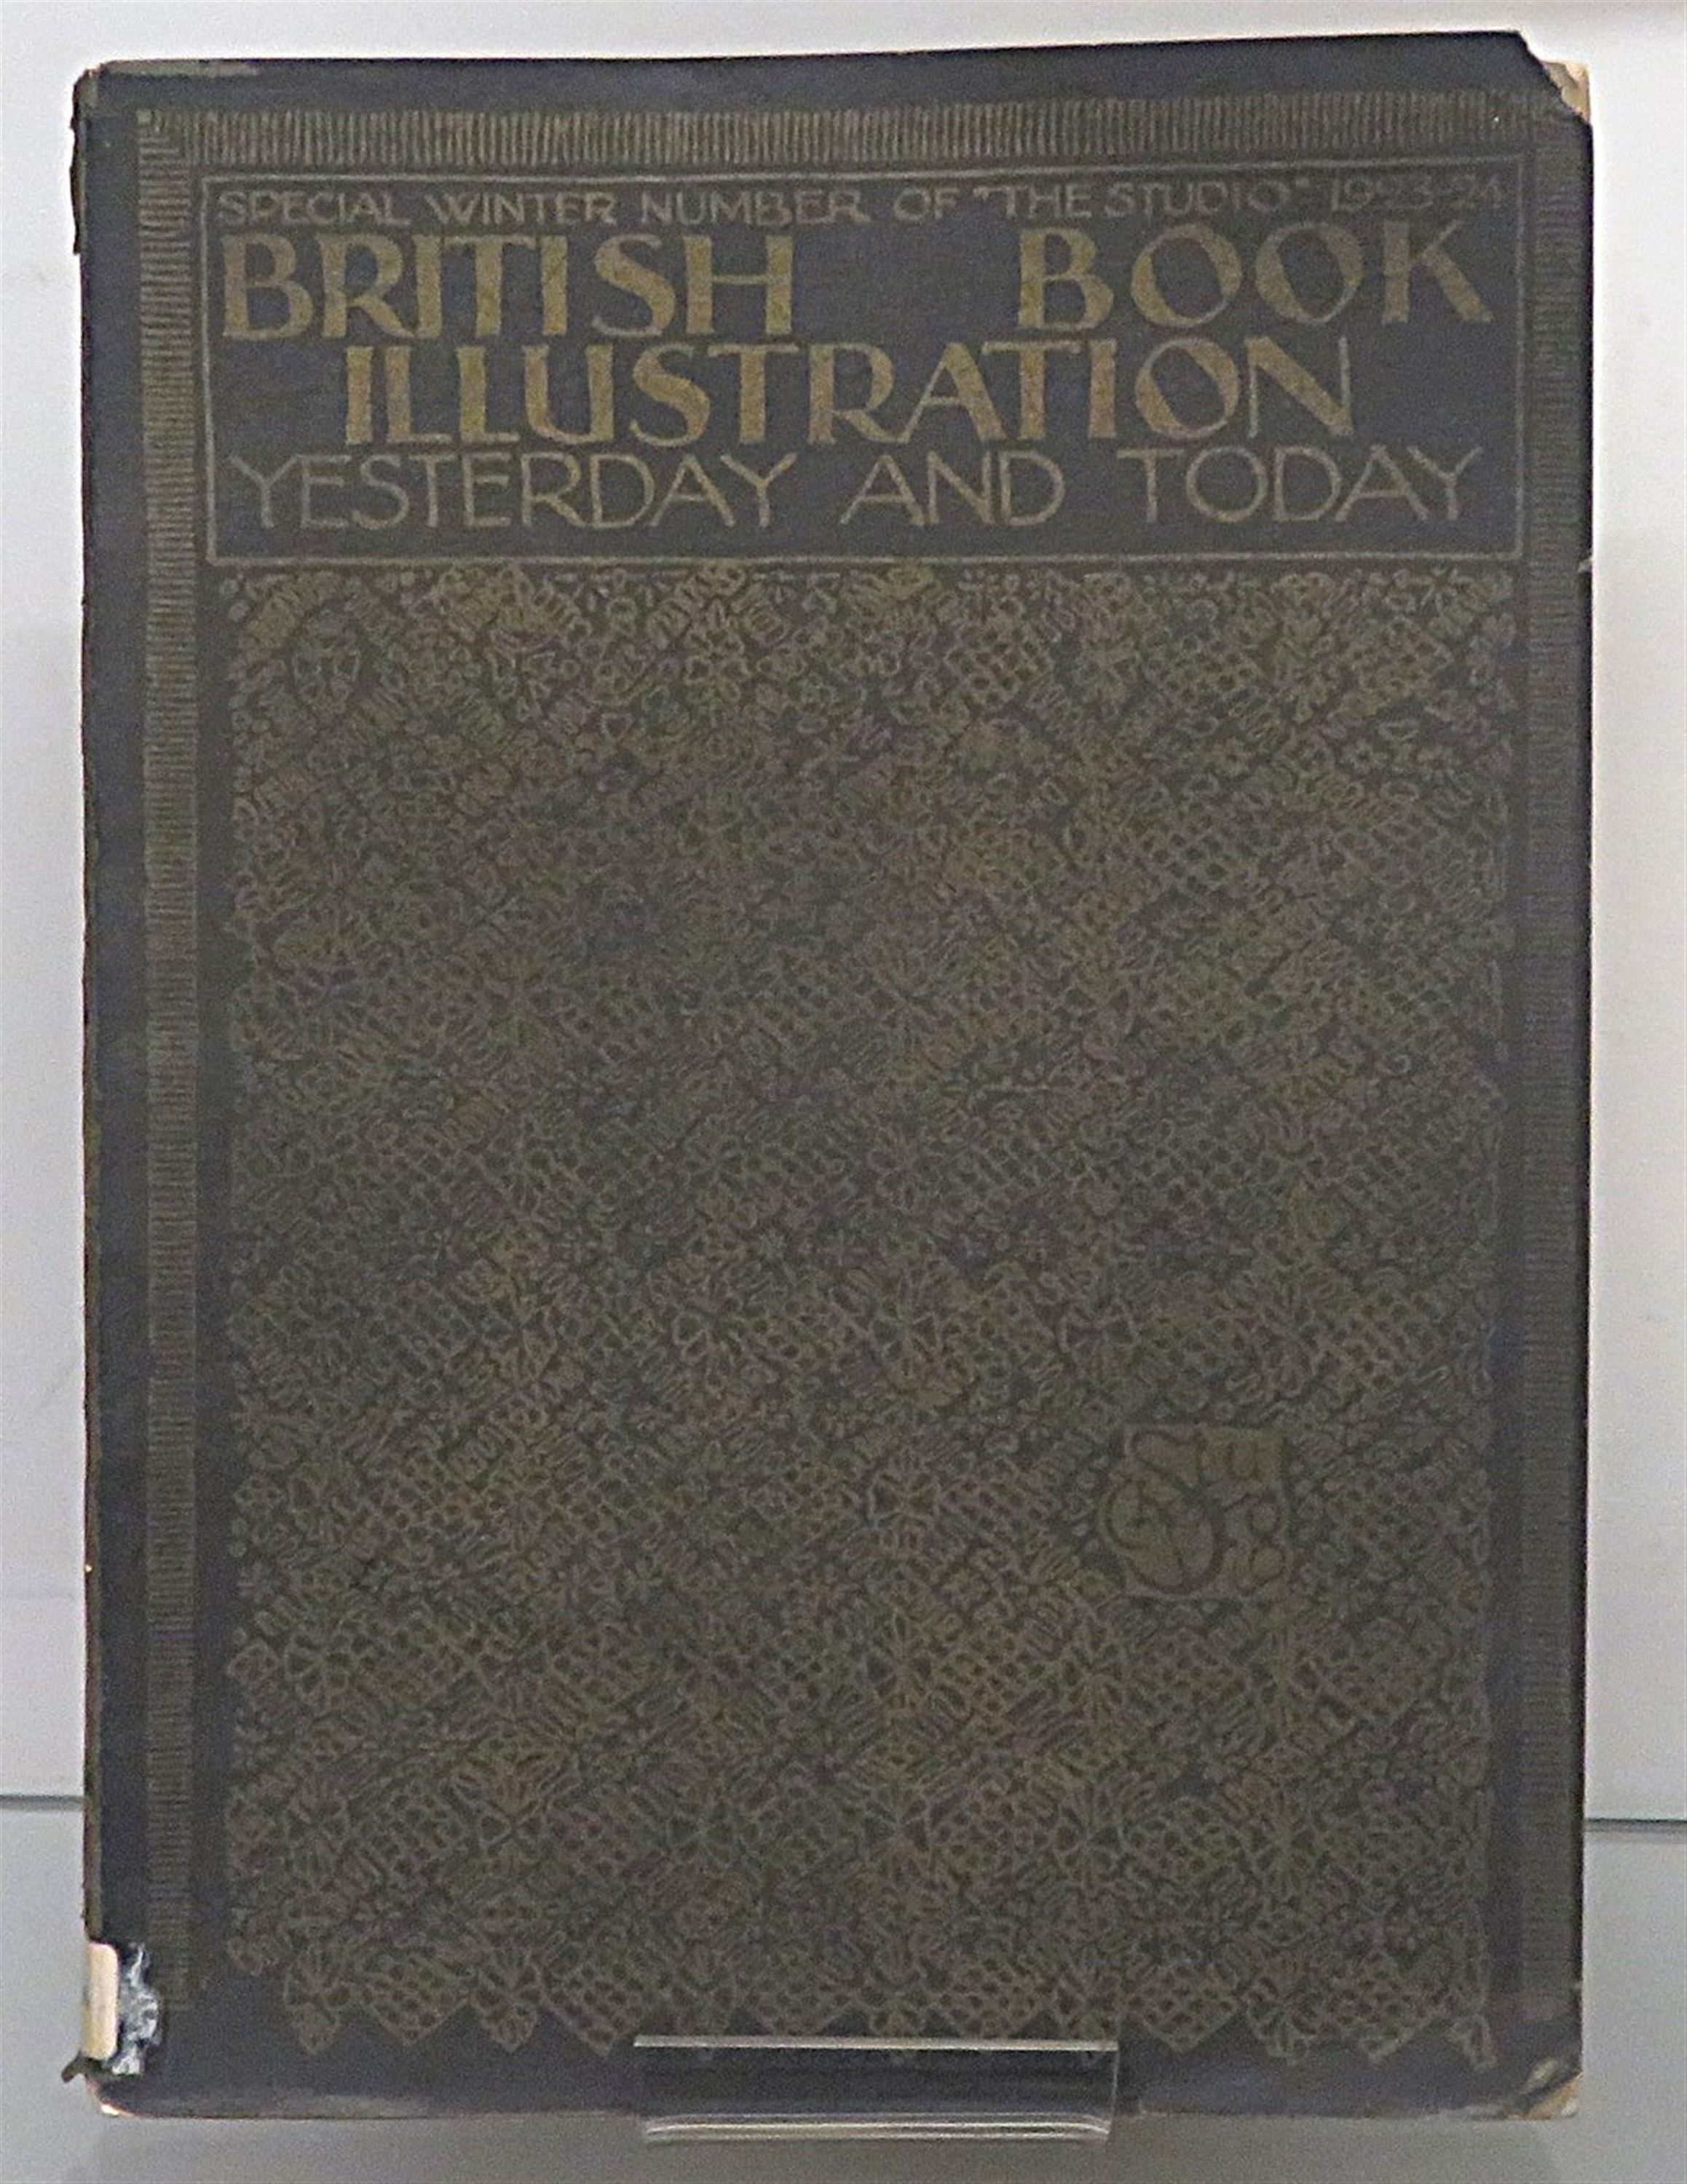 SPECIAL WINTER NUMBER OF "THE STUDIO" 1923-24
BRITISH BOOK
ILLUSTRATION
YESTERDAY AND TODAY